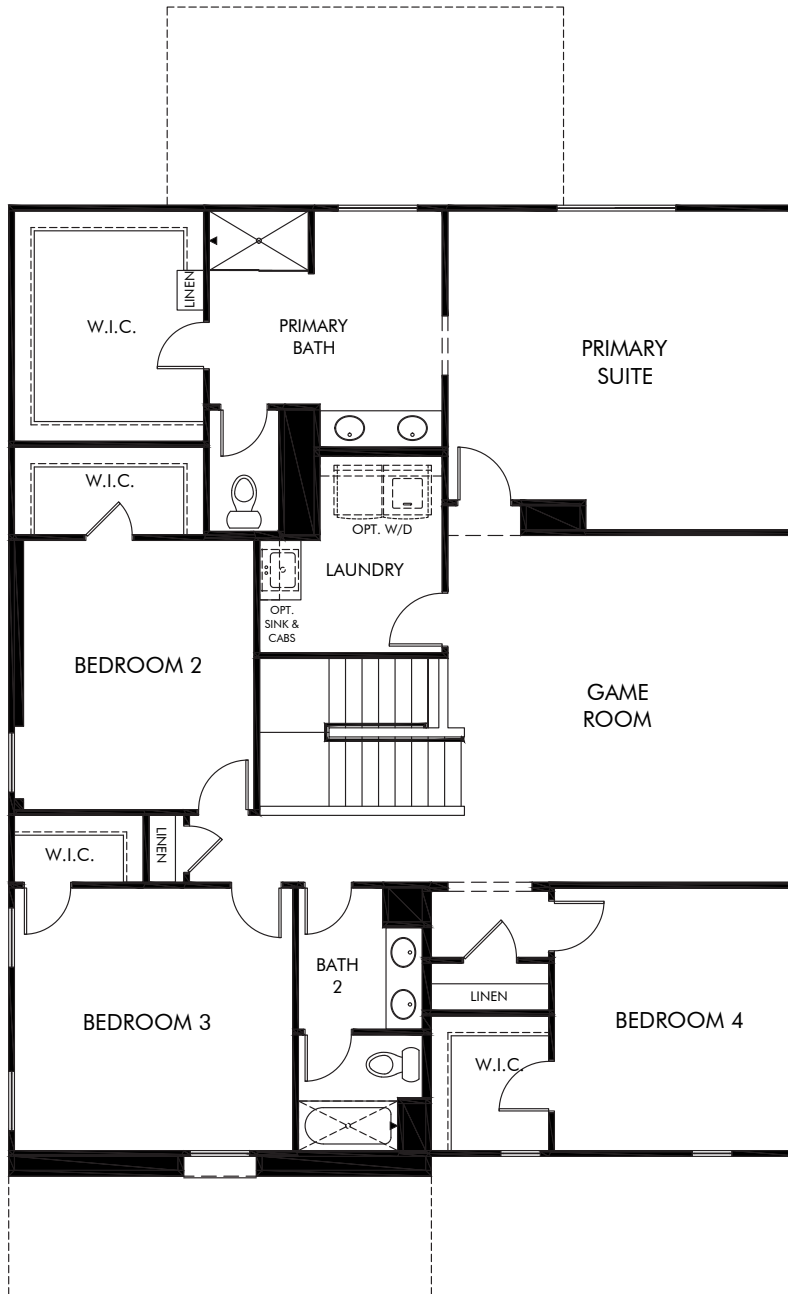 LINEN
W.I.C.
PRIMARY
BATH
PRIMARY
SUITE
W.I.C.
OPT. W/D
LAUNDRY
OPT.
SINK &
CABS
BEDROOM 2
GAME
ROOM
W.I.C.
LINEN
BATH
2
LINEN
BEDROOM 3
BEDROOM 4
W.I.C.